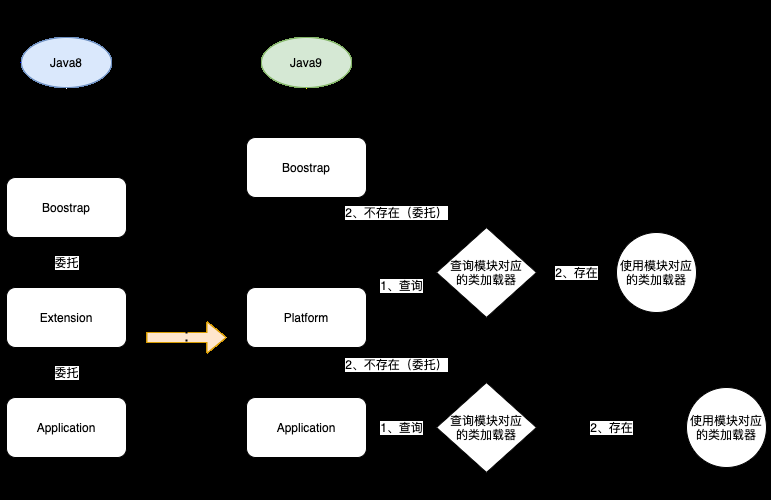 Java8
Java9
Boostrap
Boostrap
2、不存在（委托）
委托
1、查询
查询模块对应
的类加载器
2、存在
使用模块对应
的类加载器
Extension
Platform
2、不存在（委托）
委托
Application
Application
1、查询
查询模块对应
的类加载器
2、存在
使用模块对应
的类加载器